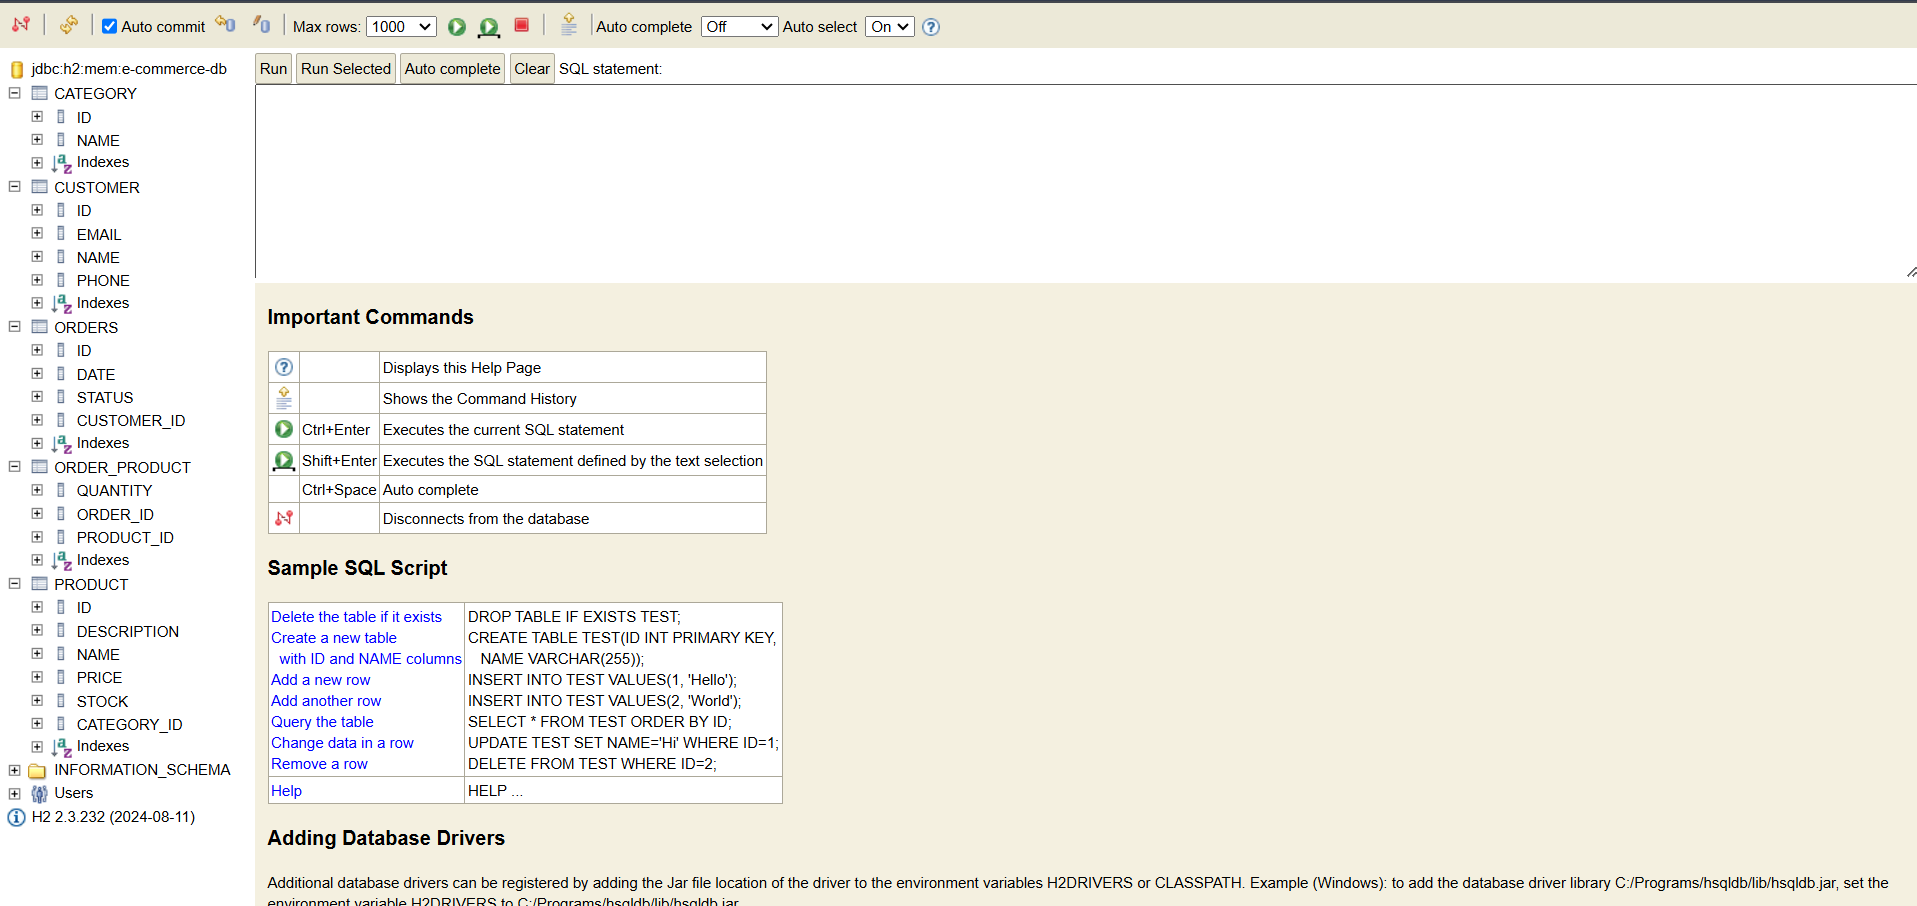 Auto commit Max rows: 1000 Auto complete Off Auto select On
jdbc:h2:mem:e-commerce-db
CATEGORY
ID
NAME
Indexes
CUSTOMER
ID
EMAIL
NAME
PHONE
Indexes
ORDERS
ID
DATE
STATUS
CUSTOMER_ID
Indexes
ORDER_PRODUCT
QUANTITY
ORDER_ID
PRODUCT_ID
Indexes
PRODUCT
ID
DESCRIPTION
NAME
PRICE
STOCK
CATEGORY_ID
Indexes
INFORMATION_SCHEMA
Users
H2 2.3.232 (2024-08-11)
Run Run Selected Auto complete Clear SQL statement:
Important Commands
Displays this Help Page
Shows the Command History
Ctrl+Enter Executes the current SQL statement
Shift+Enter Executes the SQL statement defined by the text selection
Ctrl+Space Auto complete
Disconnects from the database
Sample SQL Script
Delete the table if it exists DROP TABLE IF EXISTS TEST;
Create a new table CREATE TABLE TEST(ID INT PRIMARY KEY,
with ID and NAME columns NAME VARCHAR(255));
Add a new row INSERT INTO TEST VALUES(1, 'Hello');
Add another row INSERT INTO TEST VALUES(2, 'World');
Query the table SELECT * FROM TEST ORDER BY ID;
Change data in a row UPDATE TEST SET NAME='Hi' WHERE ID=1;
Remove a row DELETE FROM TEST WHERE ID=2;
Help HELP ...
Adding Database Drivers
Additional database drivers can be registered by adding the Jar file location of the driver to the environment variables H2DRIVERS or CLASSPATH. Example (Windows): to add the database driver library C:/Programs/hsqldb/lib/hsqldb.jar, set the
environment variable H2DRIVERS to C:/Programs/hsqldb/lib/hsqldb.jar.